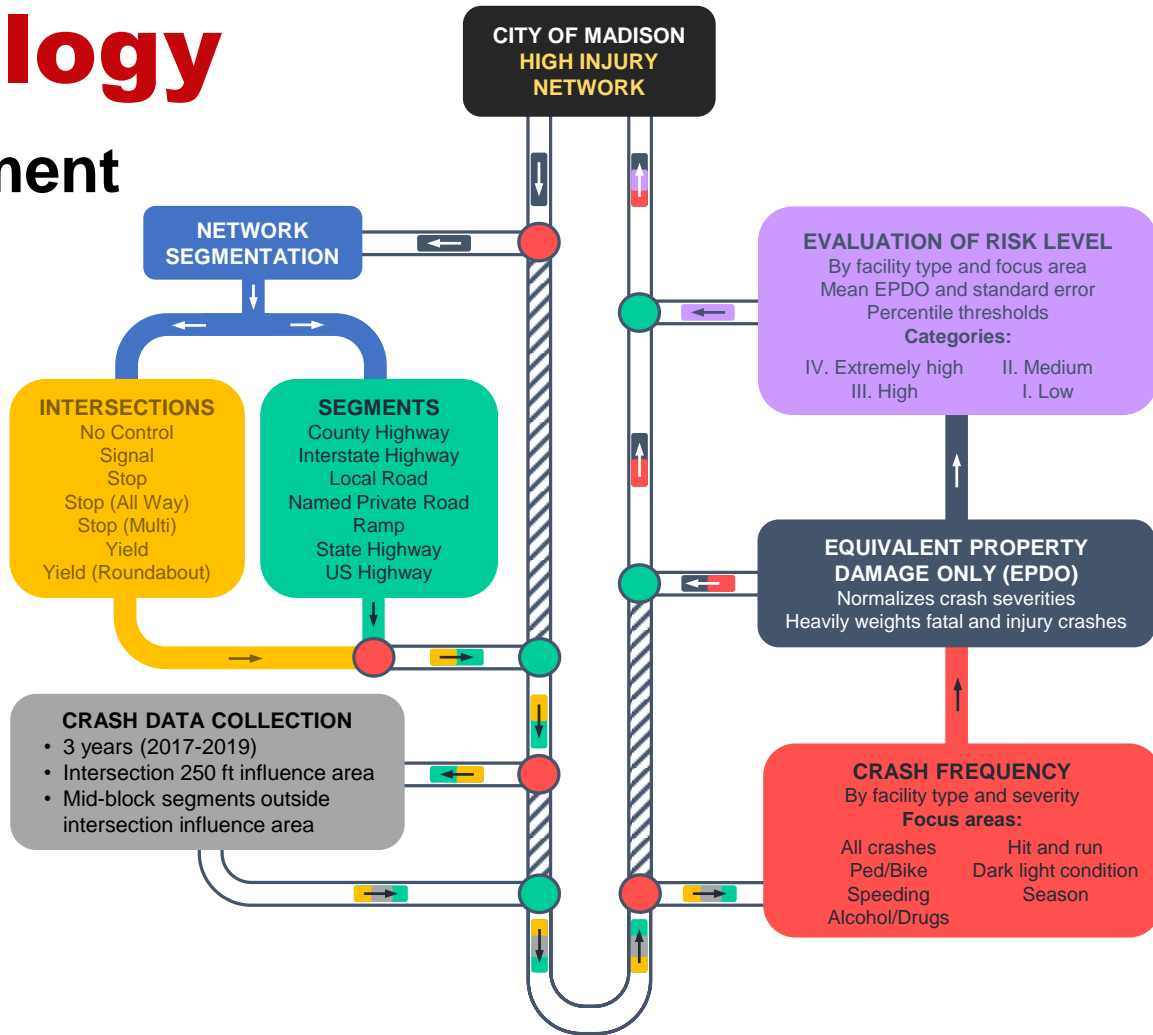 logy
ment
CITY OF MADISON
HIGH INJURY
NETWORK
NETWORK
SEGMENTATION
INTERSECTIONS
No Control
Signal
Stop
Stop (All Way)
Stop (Multi)
Yield
Yield (Roundabout)
SEGMENTS
County Highway
Interstate Highway
Local Road
Named Private Road
Ramp
State Highway
US Highway
CRASH DATA COLLECTION
• 3 years (2017-2019)
• Intersection 250 ft influence area
• Mid-block segments outside
intersection influence area
EVALUATION OF RISK LEVEL
By facility type and focus area
Mean EPDO and standard error
Percentile thresholds
Categories:
IV. Extremely high
III. High
II. Medium
I. Low
EQUIVALENT PROPERTY
DAMAGE ONLY (EPDO)
Normalizes crash severities
Heavily weights fatal and injury crashes
CRASH FREQUENCY
By facility type and severity
Focus areas:
All crashes
Ped/Bike
Speeding
Alcohol/Drugs
Hit and run
Dark light condition
Season